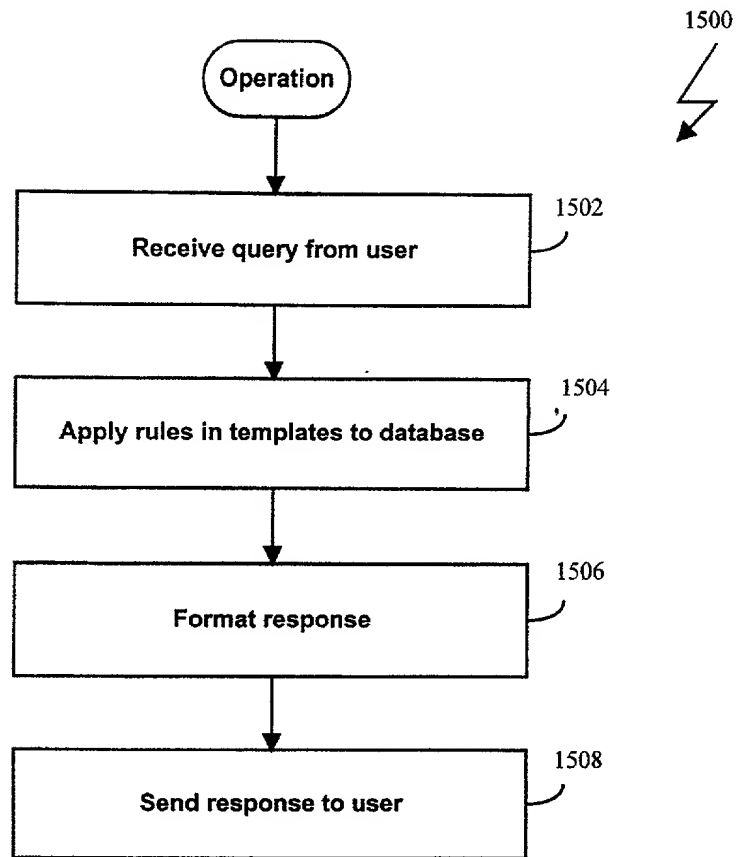 1500
Operation
1502
Receive query from user
1504
Apply rules in templates to database
1506
Format response
1508
Send response to user